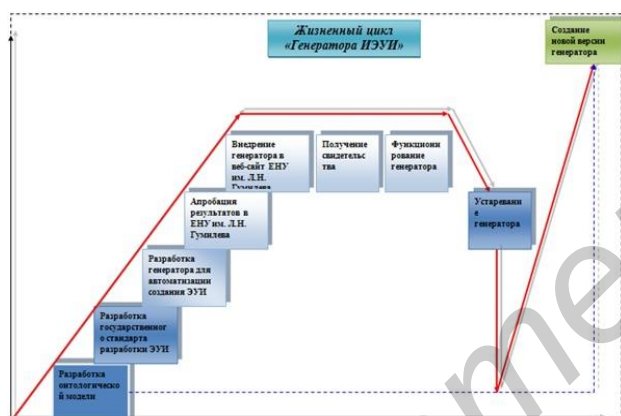 Жизненный цикл
«Генератора ИЭУИ»
Создание
новой версии
генератора
Внедрение
генератора в
веб-сайт ЕНУ
им. Л.Н.
Гумилева
Получение
свидетельс
тва
Функциони
рование
генератора
Апробация
результатов в
ЕНУ им. Л.Н.
Гумилева
Устаревани
е
генератора
Разработка
генератора для
автоматизации
создания ЭУИ
Разработка
государственног
о стандарта
разработки ЭУИ
Разработка
онтологическо
й модели
me